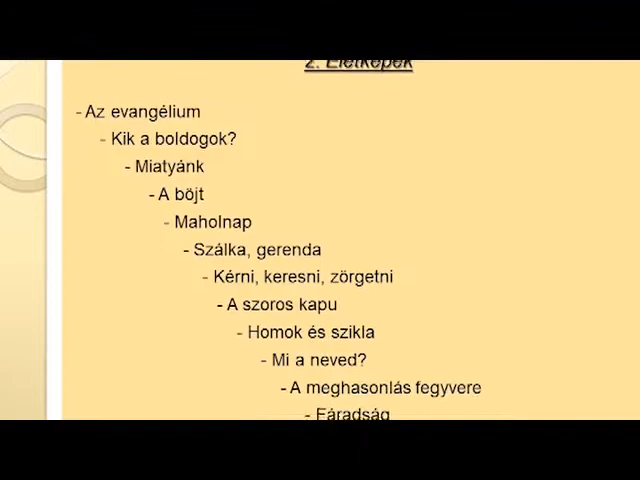 2. Életképek
- Az evangélium
- Kik a boldogok?
- Miatyánk
- A böjt
- Maholnap
- Szálka, gerenda
- Kérni, keresni, zörgetni
- A szoros kapu
- Homok és szikla
- Mi a neved?
- A meghasonlás fegyvere
- Fáradság